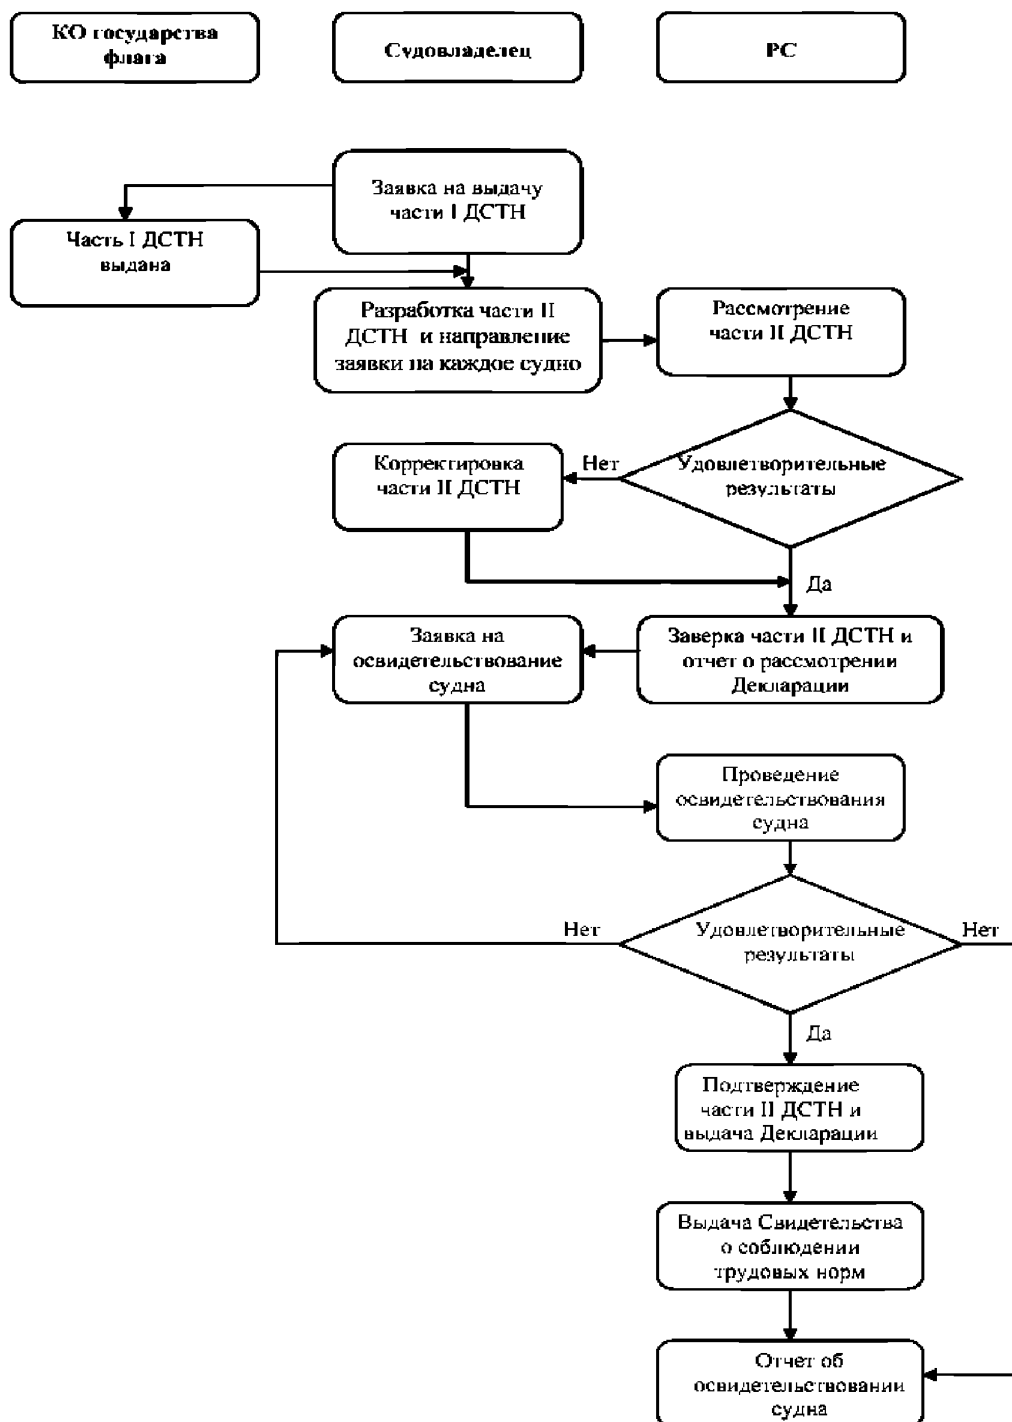 КО государства
флага
Судовладелец
РС
Заявка на выдачу
части I ДСТН
Часть I ДСТН
выдана
Разработка части II
ДСТН и направление
заявки на каждое судно
Рассмотрение
части II ДСТН
Удовлетворительные
результаты
Нет
Корректировка
части II ДСТН
Да
Заявка на
освидетельствование
судна
Заверка части II ДСТН и
отчет о рассмотрении
Декларации
Проведение
освидетельствования
судна
Нет
Удовлетворительные
результаты
Нет
Да
Подтверждение
части II ДСТН и
выдача Декларации
Выдача Свидетельства
о соблюдении
трудовых норм
Отчет об
освидетельствовании
судна